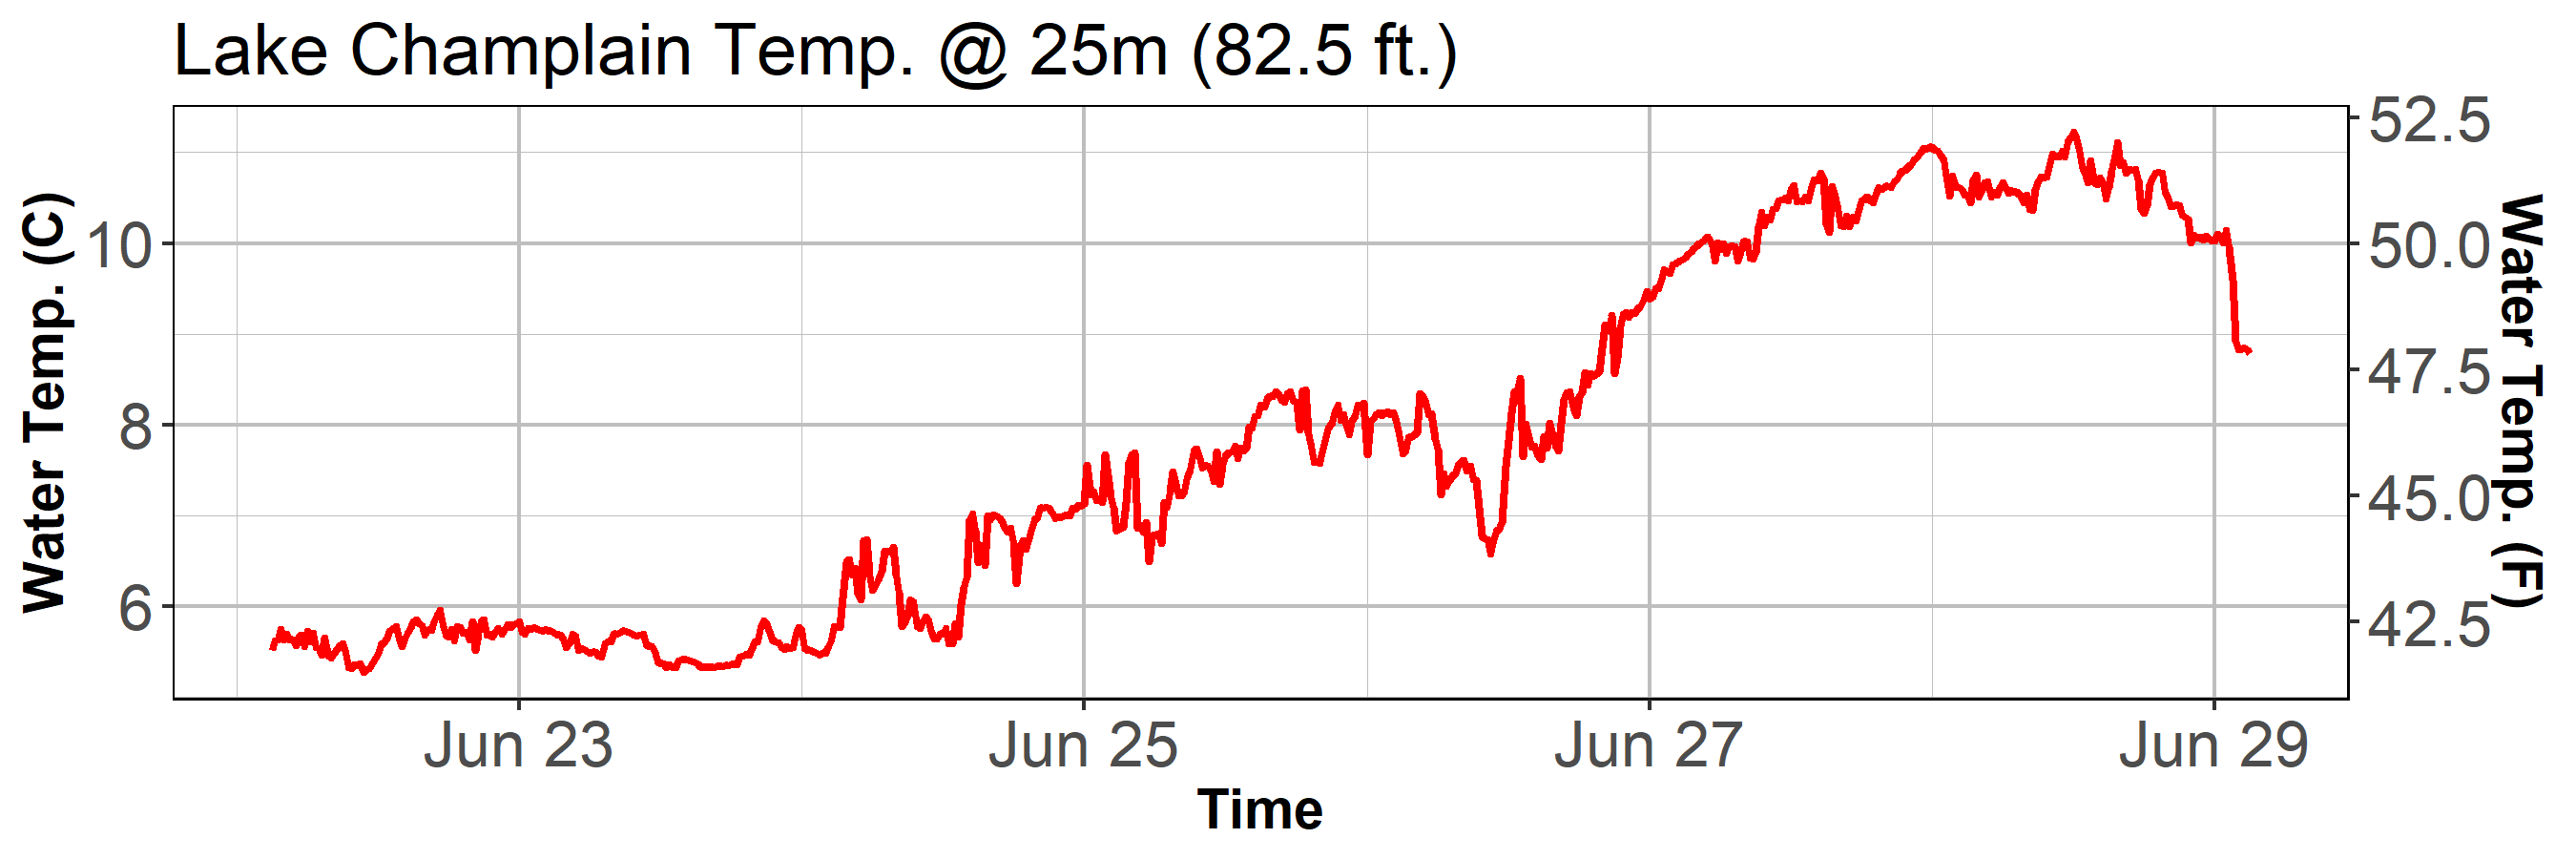 Lake Champlain Temp. @ 25m (82.5 ft.)
Water Temp. (C)
10
8
6
52.5
50.0
47.5
45.0
42.5
Water Temp. (F)
Jun 23
Jun 25
Jun 27
Jun 29
Time